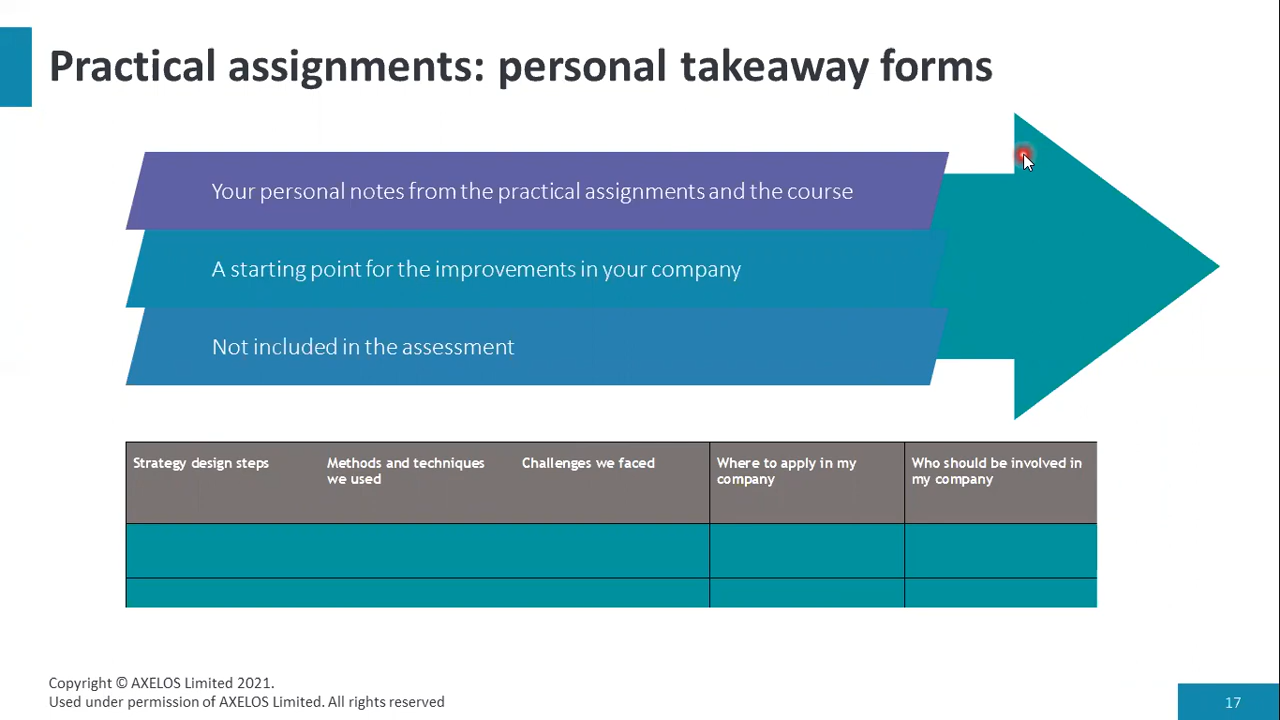 Practical assignments: personal takeaway forms
Your personal notes from the practical assignments and the course
A starting point for the improvements in your company
Not included in the assessment
Strategy design steps
Methods and techniques
we used
Challenges we faced
Where to apply in my
company
Who should be involved in
my company
Copyright © AXELOS Limited 2021.
Used under permission of AXELOS Limited. All rights reserved
17